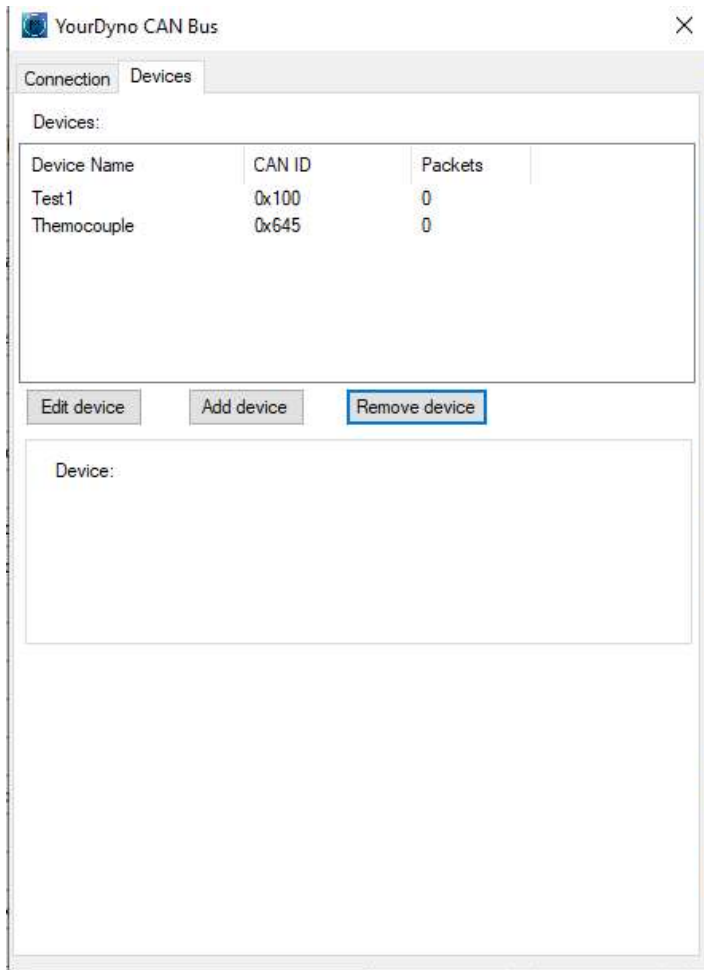 YourDyno CAN Bus
Connection Devices
Devices:
Device Name CAN ID Packets
Test1 0x100 0
Themocouple 0x645 0
Edit device Add device Remove device
Device: